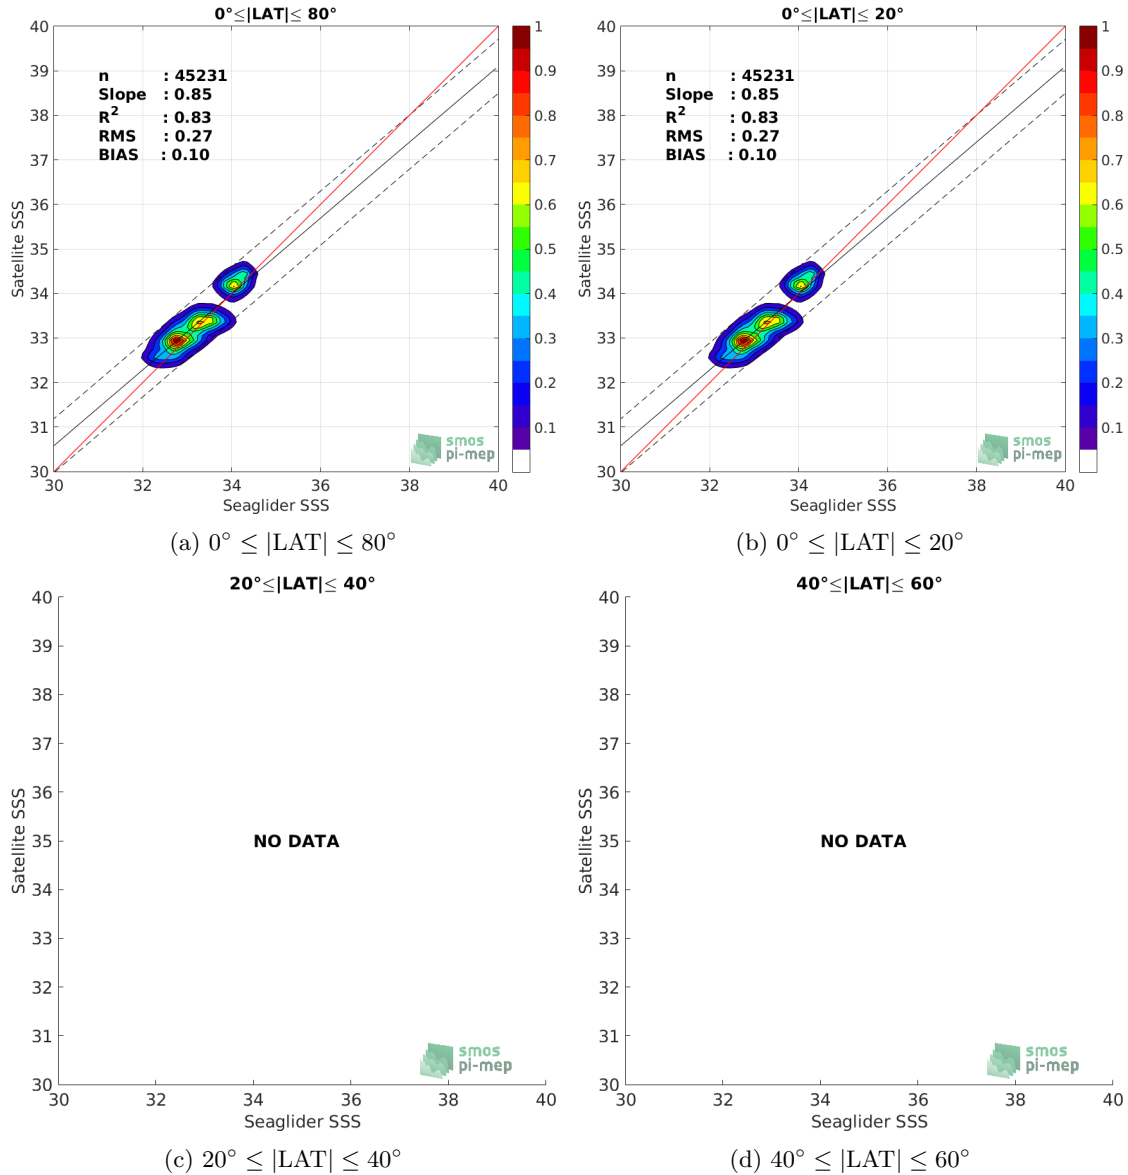 0°≤|LAT|≤ 80°
n : 45231
Slope : 0.85
R² : 0.83
RMS : 0.27
BIAS : 0.10
Satellite SSS
40
39
38
37
36
35
34
33
32
31
30
30 32 34 36 38 40
Seaglider SSS
1
0.9
0.8
0.7
0.6
0.5
0.4
0.3
0.2
0.1
smos
pi-mep
(a) 0° ≤ |LAT| ≤ 80°
0°≤|LAT|≤ 20°
n : 45231
Slope : 0.85
R² : 0.83
RMS : 0.27
BIAS : 0.10
Satellite SSS
40
39
38
37
36
35
34
33
32
31
30
30 32 34 36 38 40
Seaglider SSS
1
0.9
0.8
0.7
0.6
0.5
0.4
0.3
0.2
0.1
smos
pi-mep
(b) 0° ≤ |LAT| ≤ 20°
20°≤|LAT|≤ 40°
Satellite SSS
40
39
38
37
36
35
34
33
32
31
30
NO DATA
smos
pi-mep
30 32 34 36 38 40
Seaglider SSS
(c) 20° ≤ |LAT| ≤ 40°
40°≤|LAT|≤ 60°
Satellite SSS
40
39
38
37
36
35
34
33
32
31
30
NO DATA
smos
pi-mep
30 32 34 36 38 40
Seaglider SSS
(d) 40° ≤ |LAT| ≤ 60°